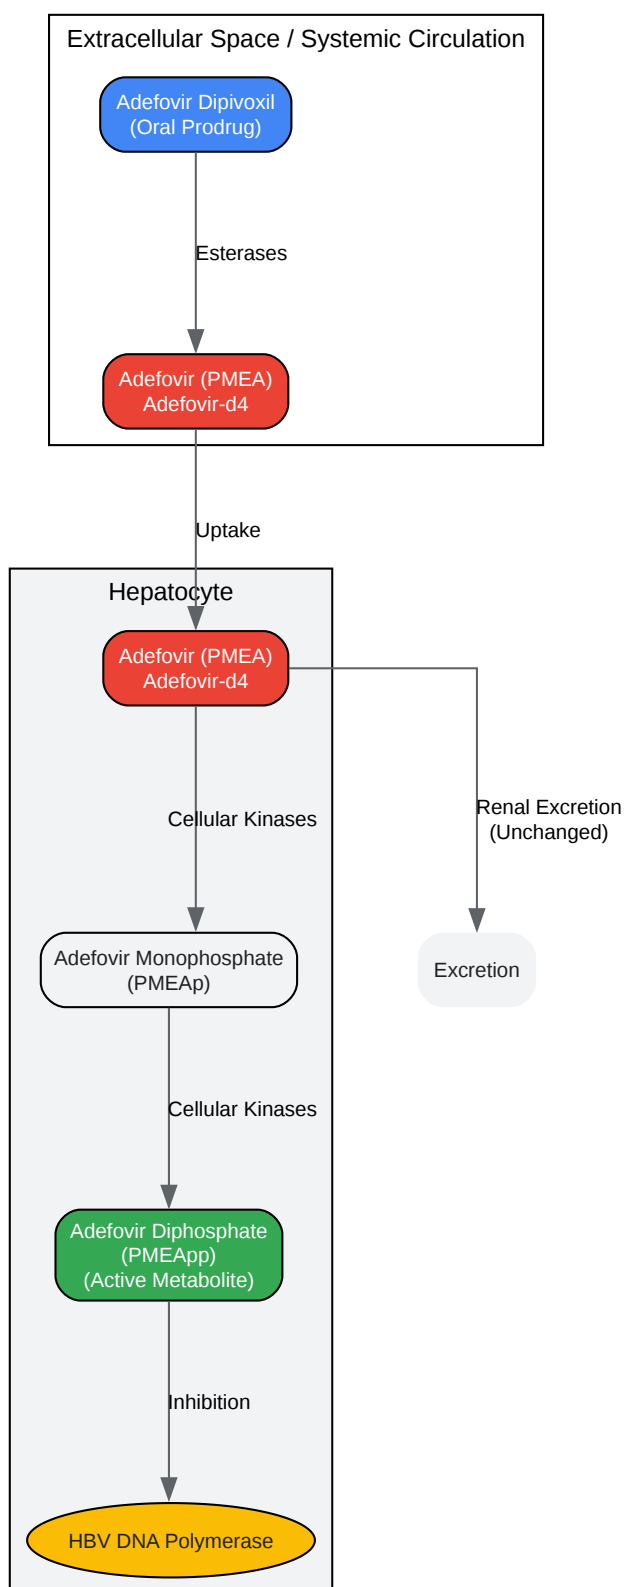 Extracellular Space / Systemic Circulation
Adefovir Dipivoxil
(Oral Prodrug)
Esterases
Adefovir (PMEA)
Adefovir-d4
Uptake
Hepatocyte
Adefovir (PMEA)
Adefovir-d4
Cellular Kinases
Renal Excretion
(Unchanged)
Adefovir Monophosphate
(PMEAp)
Excretion
Cellular Kinases
Adefovir Diphosphate
(PMEApp)
(Active Metabolite)
Inhibition
HBV DNA Polymerase